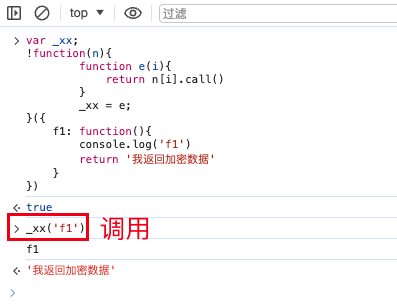 top
过滤
var _xx;
!function(n){
function e(i){
return n[i].call()
}
_xx = e;
}({
f1: function(){
console.log('f1')
return '我返回加密数据'
}
})
true
_xx('f1') 调用
f1
'我返回加密数据'